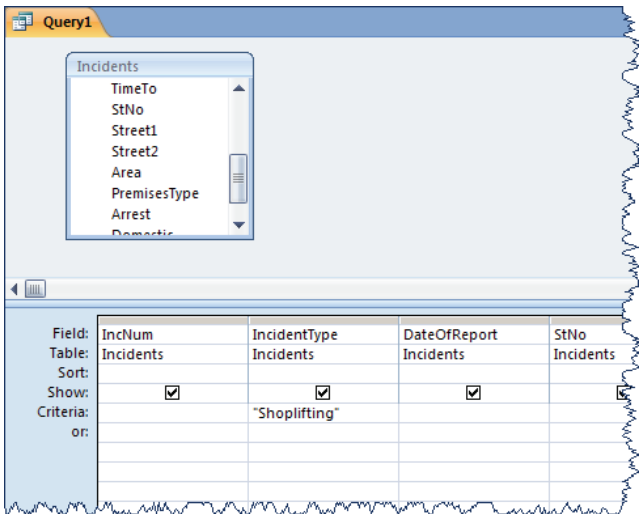 Query1
Incidents
TimeTo
StNo
Street1
Street2
Area
PremisesType
Arrest
Domestic
Field: IncNum IncidentType DateOfReport StNo
Table: Incidents Incidents Incidents Incidents
Sort:
Show:
Criteria: "Shoplifting"
or: